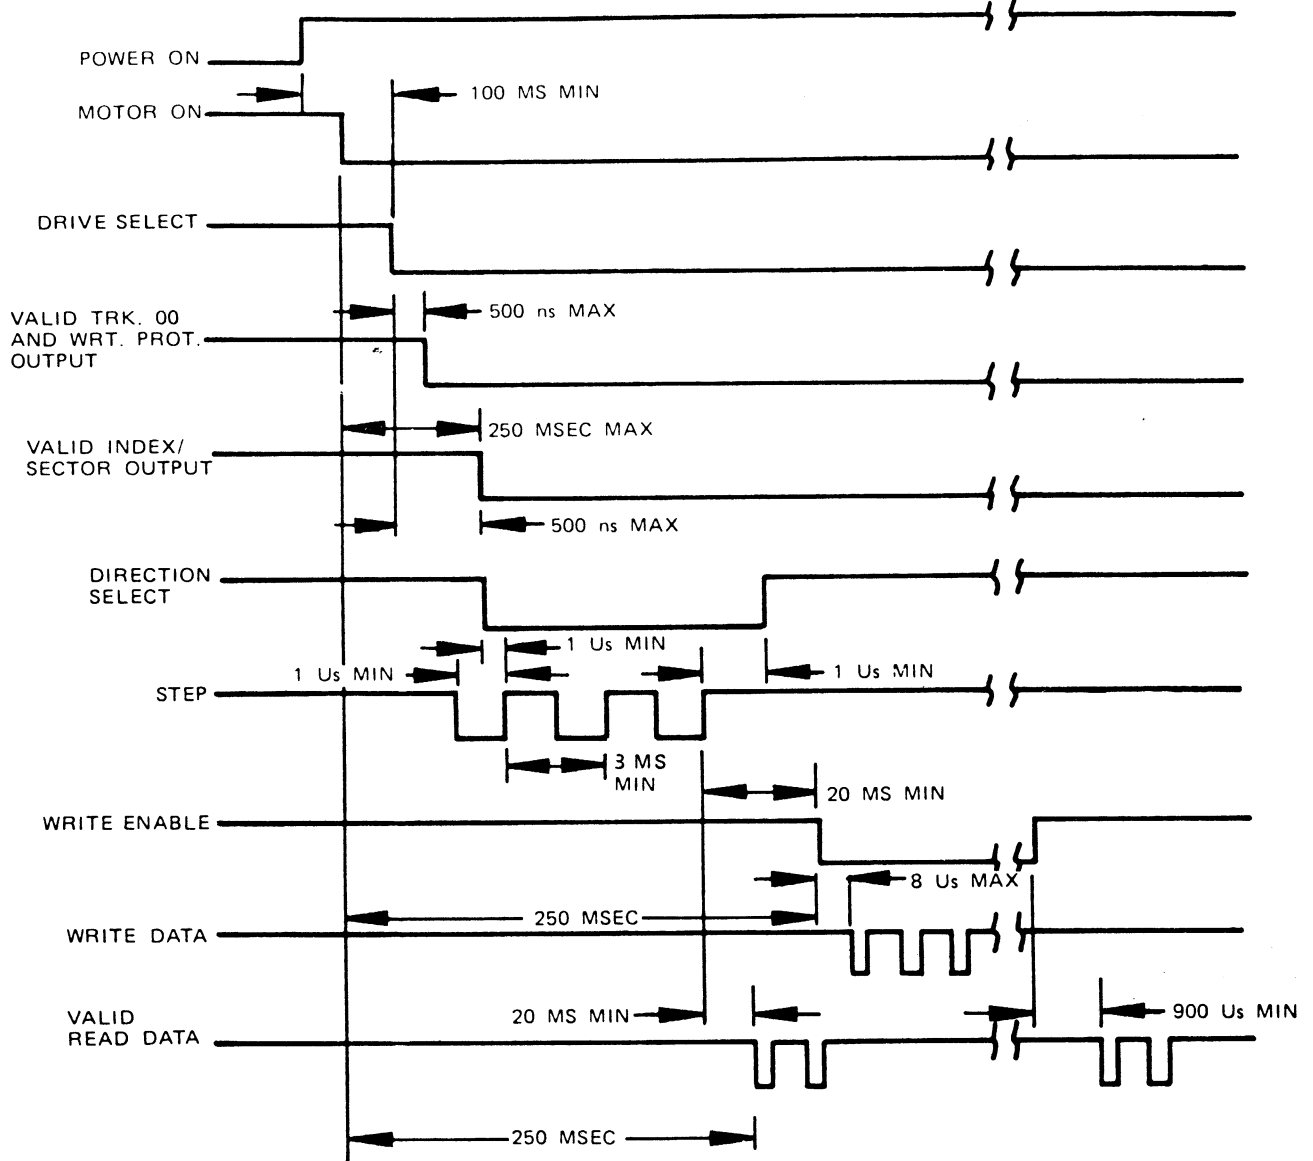 POWER ON
100 MS MIN
MOTOR ON
DRIVE SELECT
500 ns MAX
VALID TRK. 00
AND WRT. PROT.
OUTPUT
250 MSEC MAX
VALID INDEX/
SECTOR OUTPUT
500 ns MAX
DIRECTION
SELECT
1 Us MIN
1 Us MIN
1 Us MIN
STEP
3 MS
MIN
20 MS MIN
WRITE ENABLE
8 Us MAX
250 MSEC
WRITE DATA
20 MS MIN
900 Us MIN
VALID
READ DATA
250 MSEC